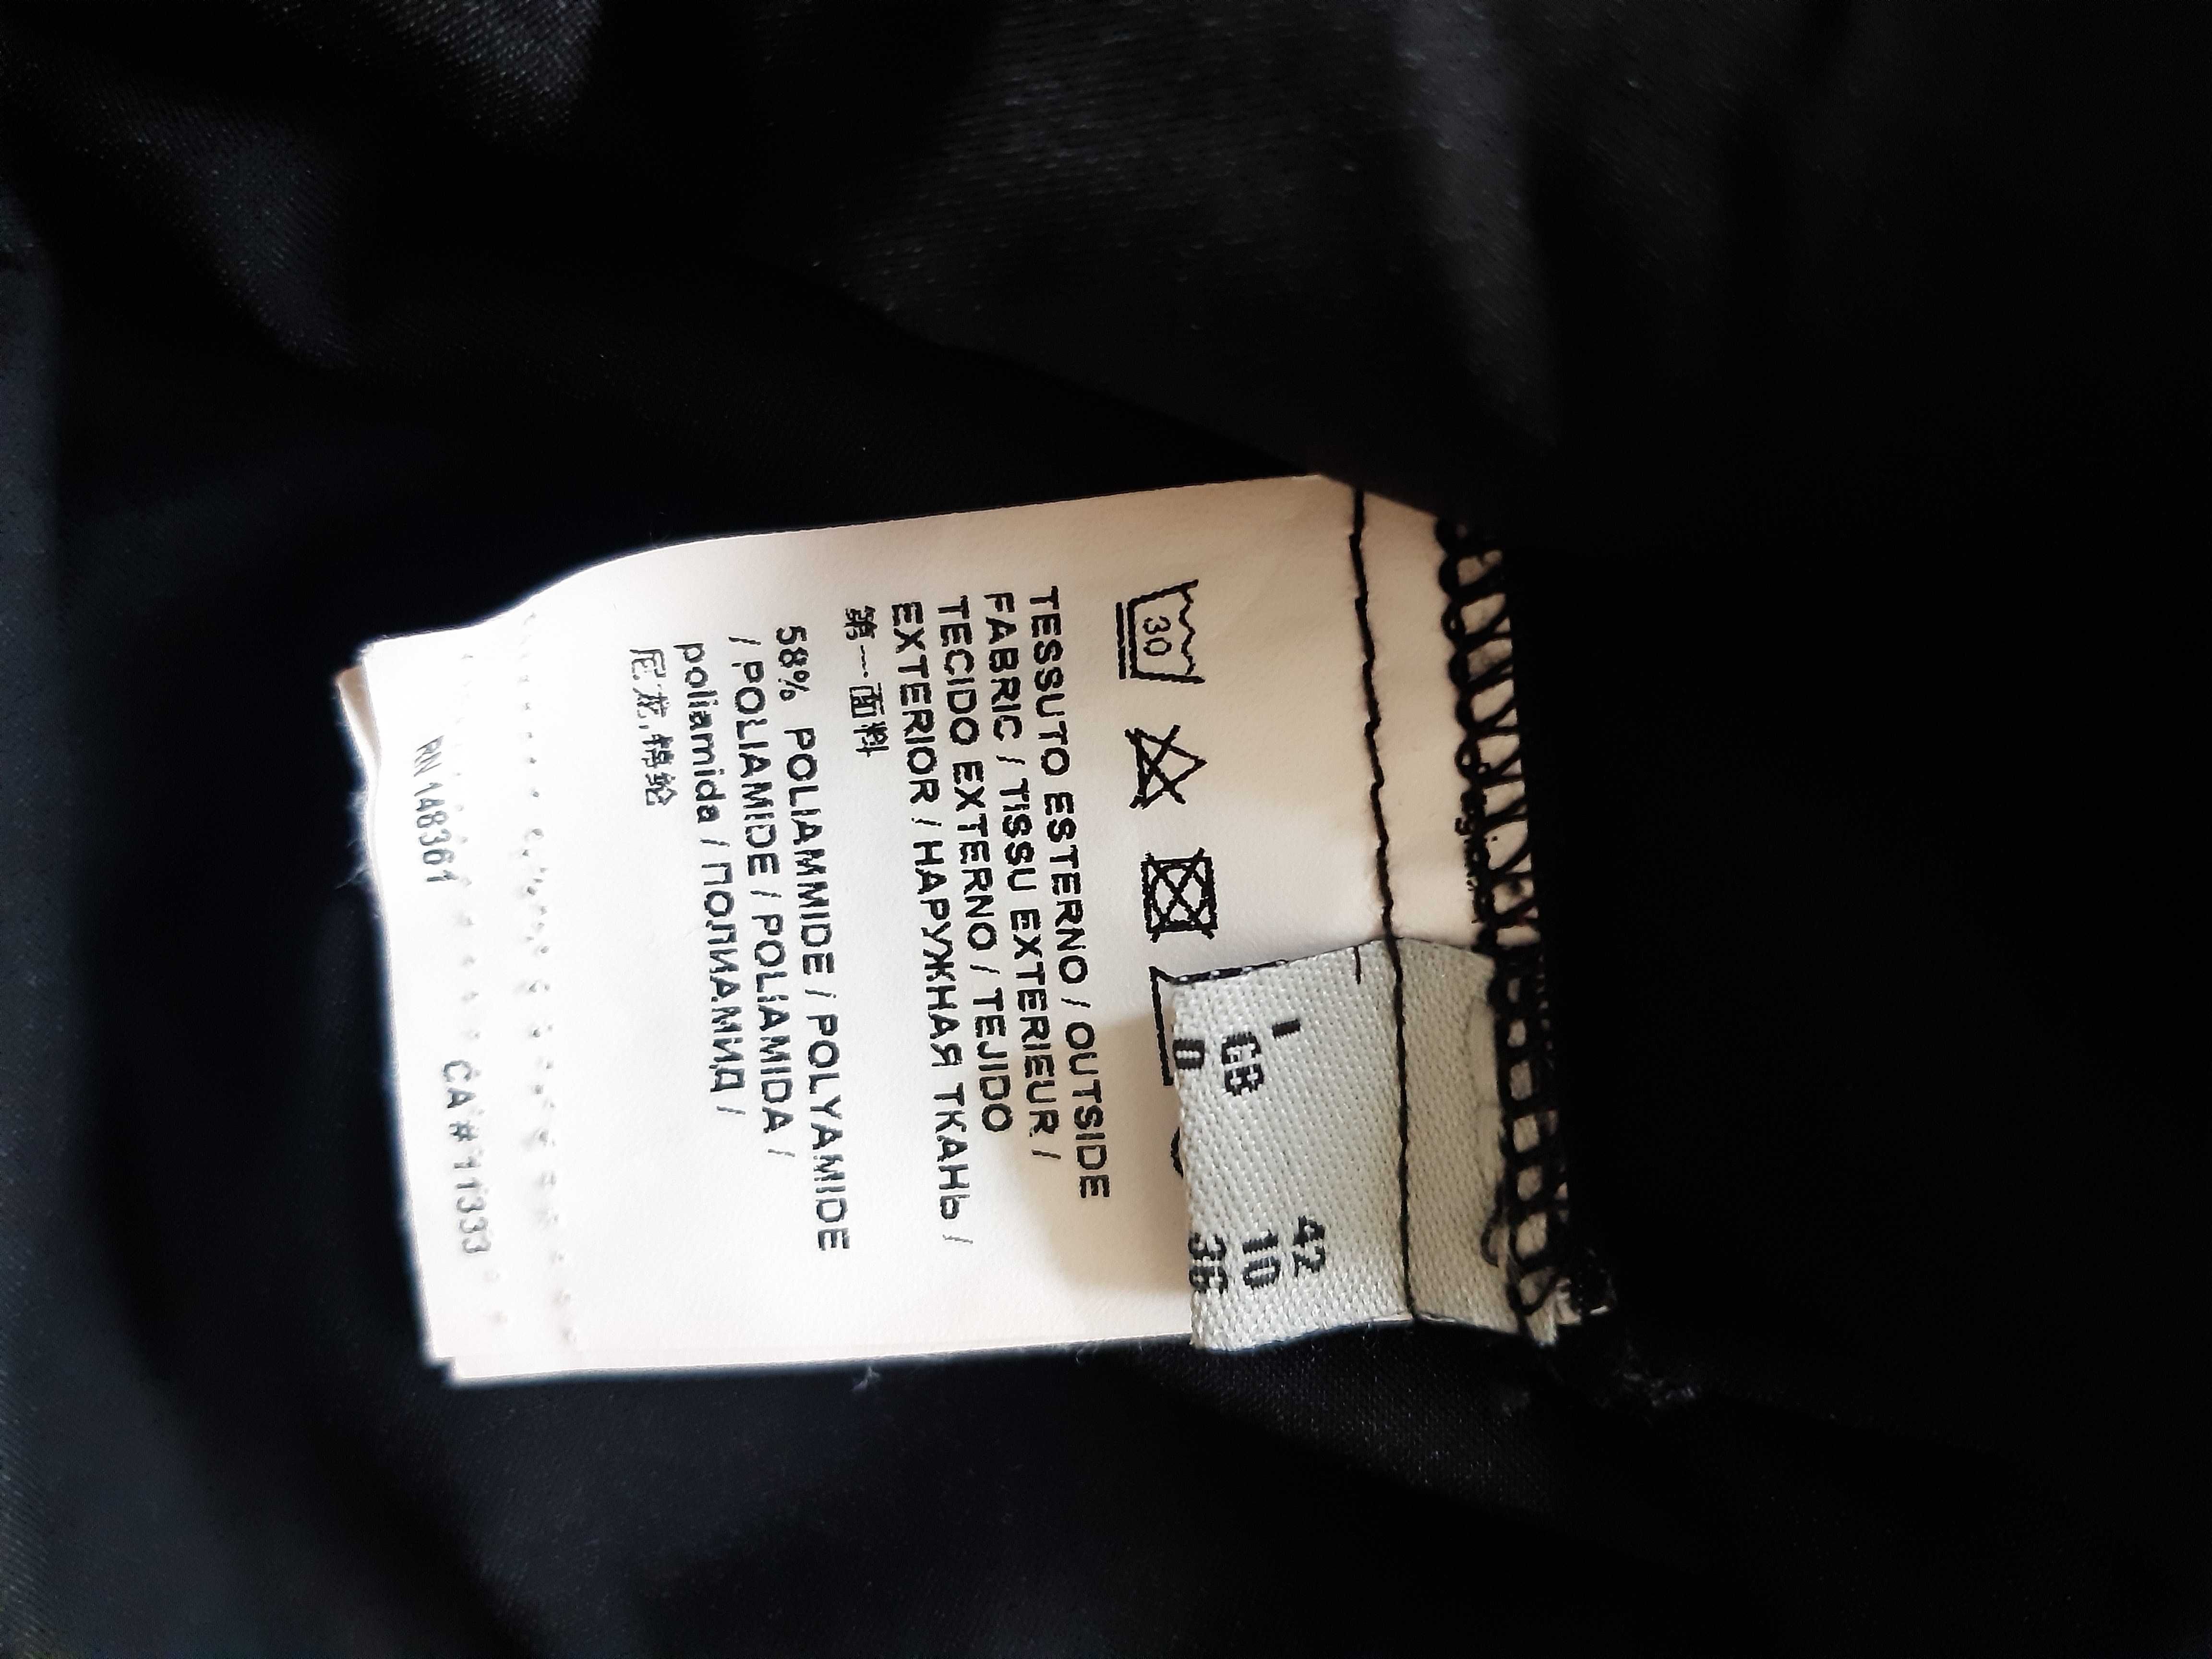 30
TESSUTO ESTERNO / OUTSIDE
FABRIC / TISSU EXTERIEUR /
TECIDO EXTERNO / TEJIDO
EXTERIOR / НАРУЖНАЯ ТКАНЬ /
第一面料
58% POLIAMMIDE / POLYAMIDE
/ POLIAMIDE / POLIAMIDA /
poliamida / ПОЛИАМИД /
尼龙,锦纶
RN 148361 CA # 11333
I 42
GB 10
D 36